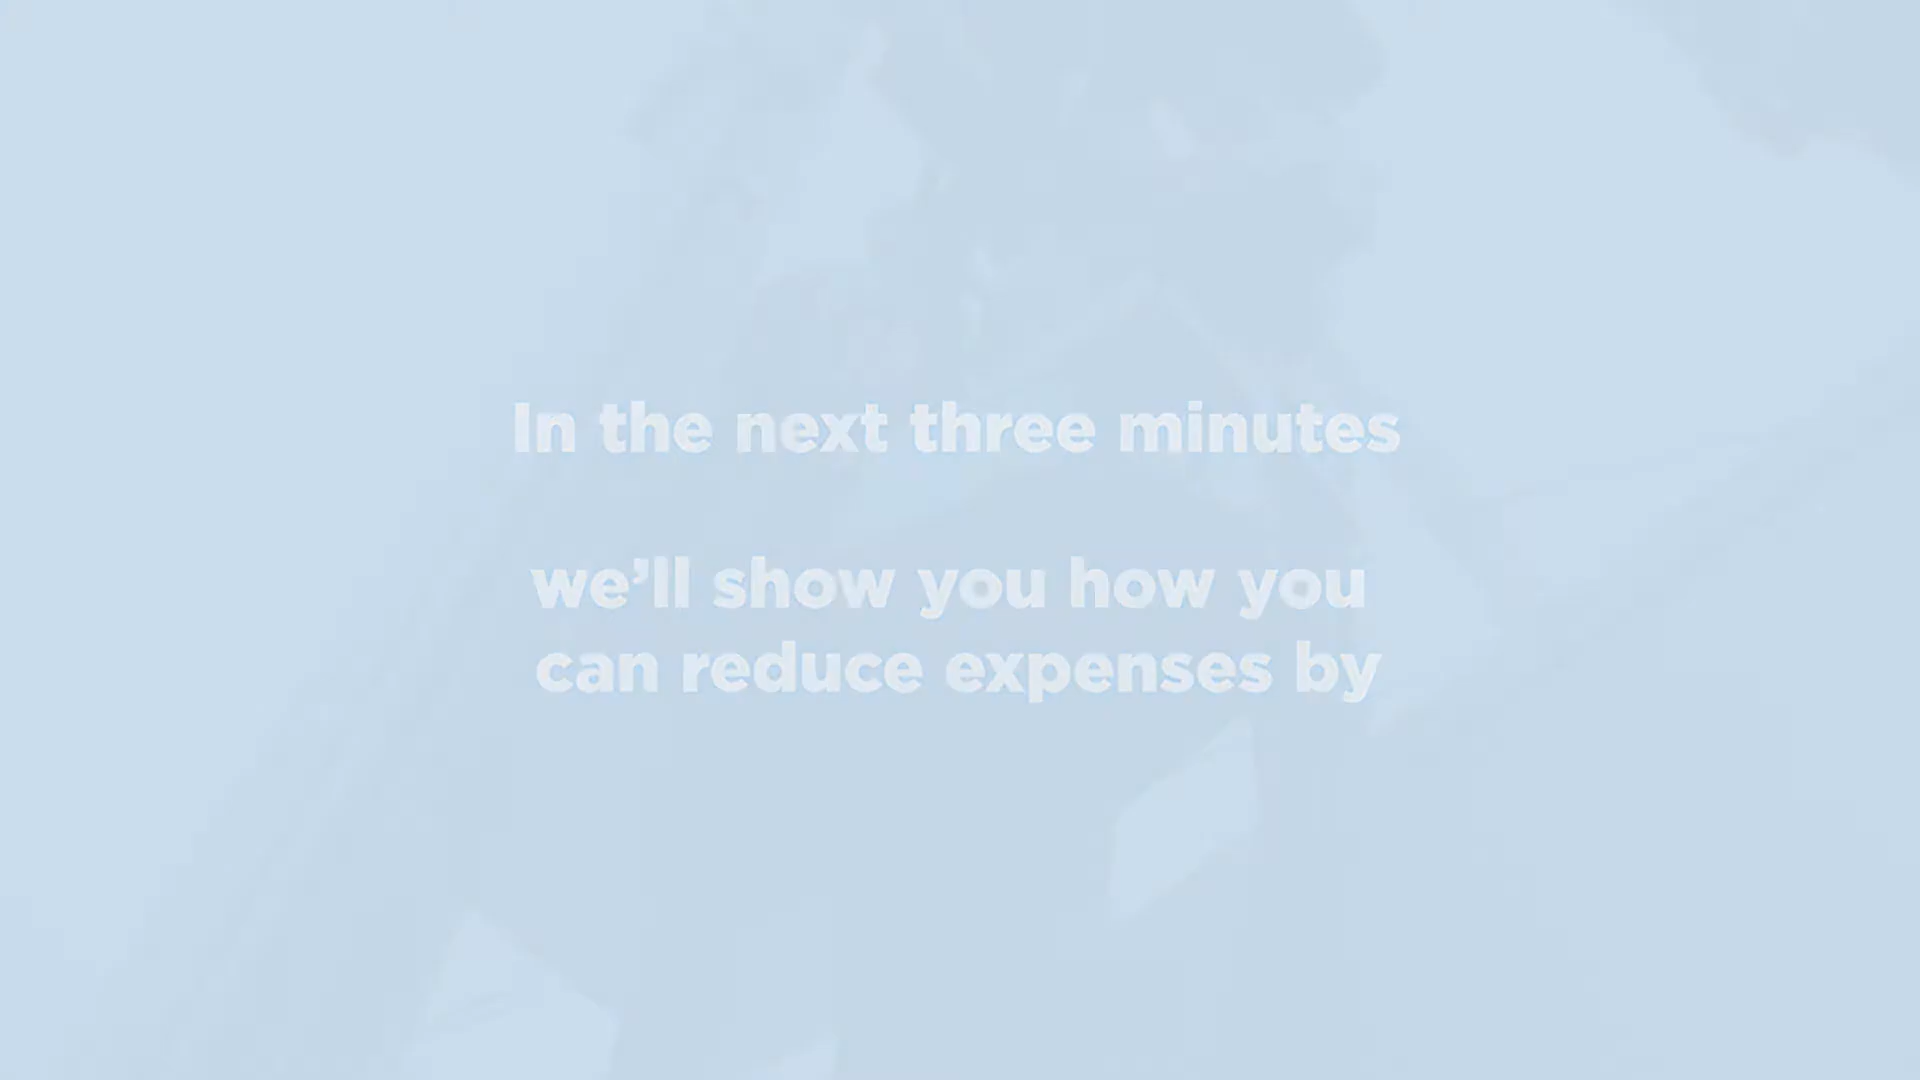 In the next three minutes
we’ll show you how you
can reduce expenses by